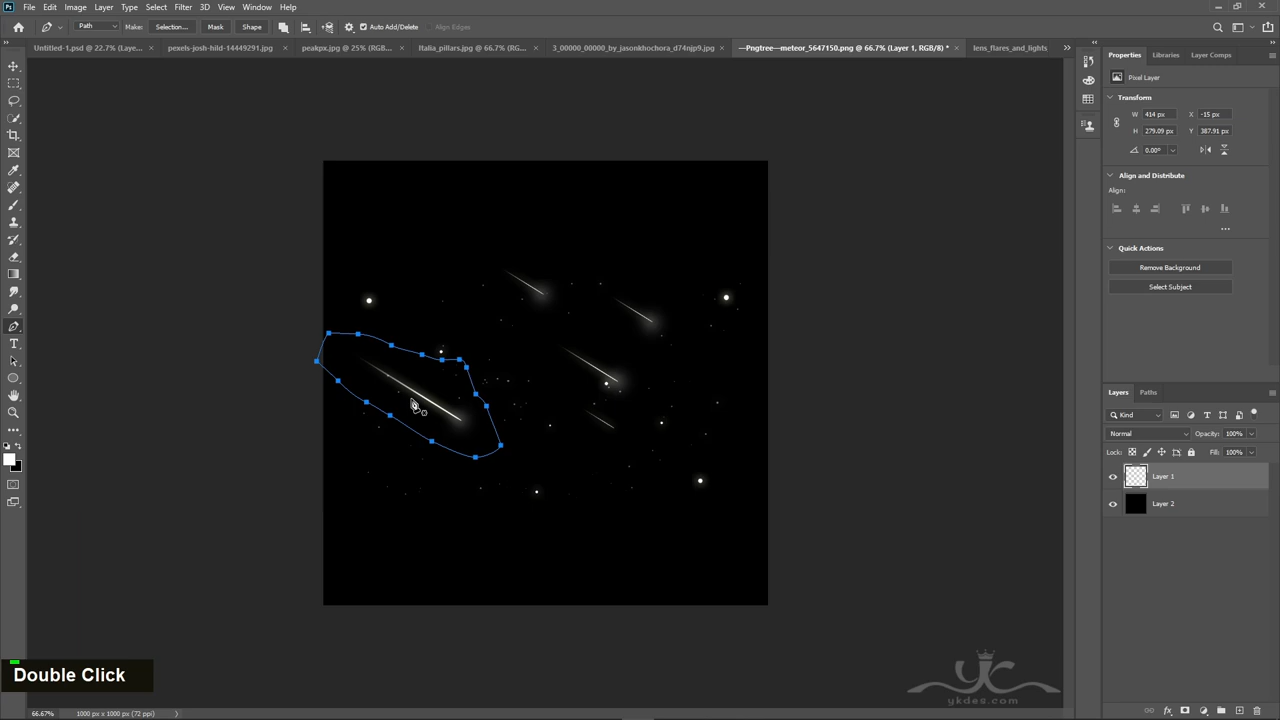 Ps File Edit Image Layer Type Select Filter 3D View Window Help
Path Make: Selection... Mask Shape Auto Add/Delete Align Edges
Untitled-1.psd @ 22.7% (Laye... × pexels-josh-hild-14449291.jpg × peakpx.jpg @ 25% (RGB... × Italia_pillars.jpg @ 66.7% (RG... × 3_00000_00000_by_jasonkhochora_d74njp9.jpg × —Pngtree—meteor_5647150.png @ 66.7% (Layer 1, RGB/8) * × lens_flares_and_lights
Properties Libraries Layer Comps
Pixel Layer
Transform
W 414 px X -15 px
H 279.09 px Y 387.91 px
0.00°
Align and Distribute
Align:
Quick Actions
Remove Background
Select Subject
Layers Paths
Kind
Normal Opacity: 100%
Lock: Fill: 100%
Layer 1
Layer 2
Double Click
yc
ykdes.com
66.67% 1000 px x 1000 px (72 ppi)